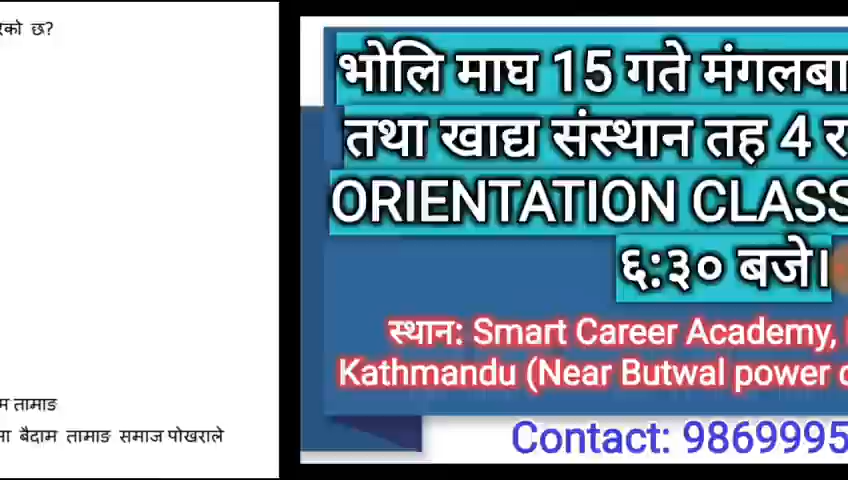 छ?
तामाङ
बैदाम तामाङ समाज पोखराले
भोलि माघ 15 गते
तथा खाद्य संस्थान तह 4
ORIENTATION CLASS
६:३० बजे।
स्थान: Smart Career Academy,
Kathmandu (Near Butwal power
Contact: 9869995